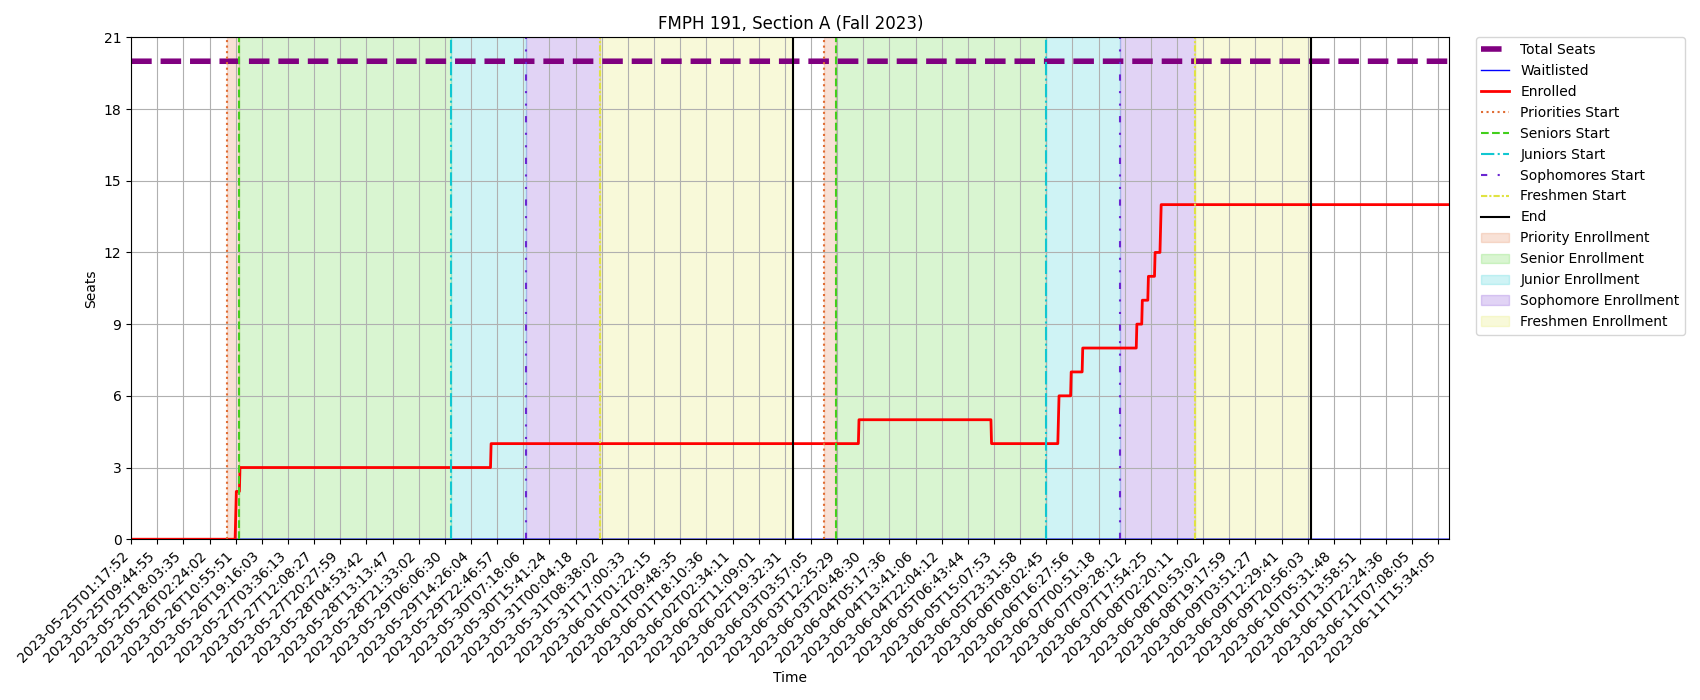 FMPH 191, Section A (Fall 2023)
21
18
15
12
9
6
3
0
Seats
2023-05-25T01:17:52
2023-05-25T09:44:55
2023-05-25T18:03:35
2023-05-26T02:24:02
2023-05-26T10:55:51
2023-05-26T19:16:03
2023-05-27T03:36:13
2023-05-27T12:08:27
2023-05-27T20:27:59
2023-05-28T04:53:42
2023-05-28T13:13:47
2023-05-28T21:33:02
2023-05-29T06:06:30
2023-05-29T14:26:04
2023-05-29T22:46:57
2023-05-30T07:18:06
2023-05-30T15:41:24
2023-05-31T00:04:18
2023-05-31T08:38:02
2023-05-31T17:00:33
2023-06-01T01:22:15
2023-06-01T09:48:35
2023-06-01T18:10:36
2023-06-02T02:34:11
2023-06-02T11:09:01
2023-06-02T19:32:31
2023-06-03T03:57:05
2023-06-03T12:25:29
2023-06-03T20:48:30
2023-06-04T05:17:36
2023-06-04T13:41:06
2023-06-04T22:04:12
2023-06-05T06:43:44
2023-06-05T15:07:53
2023-06-05T23:31:58
2023-06-06T08:02:45
2023-06-06T16:27:56
2023-06-07T00:51:18
2023-06-07T09:28:12
2023-06-07T17:54:25
2023-06-08T02:20:11
2023-06-08T10:53:02
2023-06-08T19:17:59
2023-06-09T03:51:27
2023-06-09T12:29:41
2023-06-09T20:56:03
2023-06-10T05:31:48
2023-06-10T13:58:51
2023-06-10T22:24:36
2023-06-11T07:08:05
2023-06-11T15:34:05
Time
Total Seats
Waitlisted
Enrolled
Priorities Start
Seniors Start
Juniors Start
Sophomores Start
Freshmen Start
End
Priority Enrollment
Senior Enrollment
Junior Enrollment
Sophomore Enrollment
Freshmen Enrollment